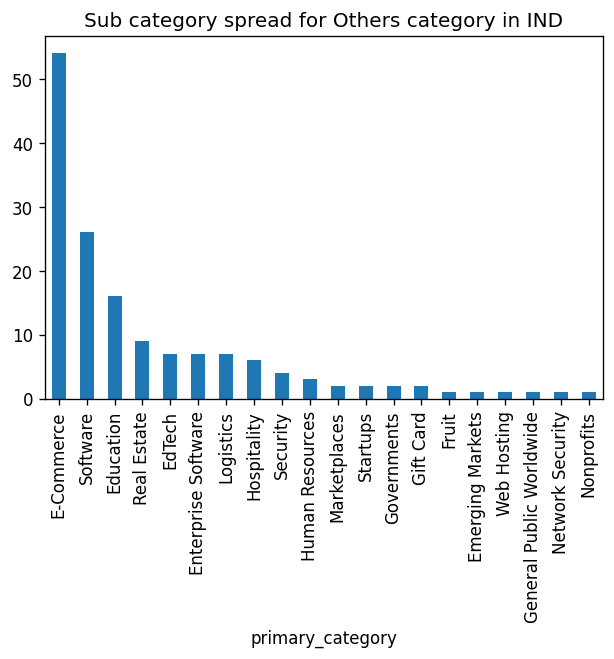 Sub category spread for Others category in IND
50
40
30
20
10
0
E-Commerce
Software
Education
Real Estate
EdTech
Enterprise Software
Logistics
Hospitality
Security
Human Resources
Marketplaces
Startups
Governments
Gift Card
Fruit
Emerging Markets
Web Hosting
General Public Worldwide
Network Security
Nonprofits
primary_category